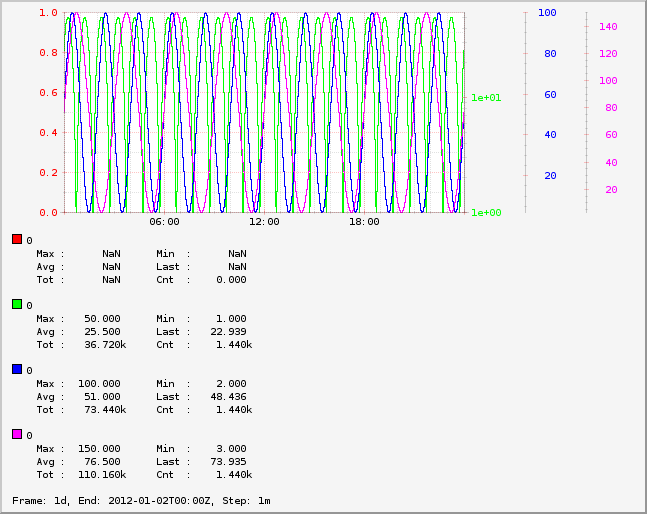 1.0 100
140
0.8 80 120
100
1e+01
0.6 60
80
0.4 40 60
40
0.2 20
20
0.0 1e+00
06:00 12:00 18:00
0
Max : NaN Min : NaN
Avg : NaN Last : NaN
Tot : NaN Cnt : 0.000
0
Max : 50.000 Min : 1.000
Avg : 25.500 Last : 22.939
Tot : 36.720k Cnt : 1.440k
0
Max : 100.000 Min : 2.000
Avg : 51.000 Last : 48.436
Tot : 73.440k Cnt : 1.440k
0
Max : 150.000 Min : 3.000
Avg : 76.500 Last : 73.935
Tot : 110.160k Cnt : 1.440k
Frame: 1d, End: 2012-01-02T00:00Z, Step: 1m